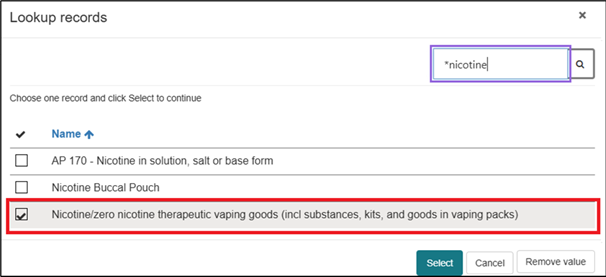 Lookup records ×
*nicotine
Choose one record and click Select to continue
✓ Name ↑
AP 170 - Nicotine in solution, salt or base form
Nicotine Buccal Pouch
Nicotine/zero nicotine therapeutic vaping goods (incl substances, kits, and goods in vaping packs)
Select Cancel Remove value